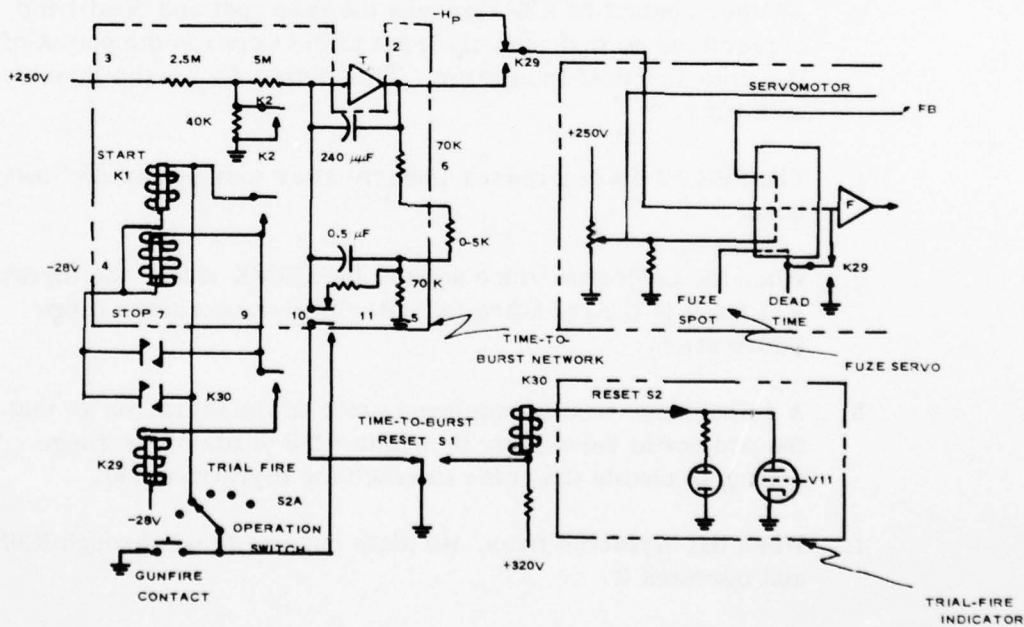 -HP
3
2
+250V
2.5M
5M
T
K29
SERVOMOTOR
FB
K2
40K
K2
+250V
240 μμF
70K
6
START
K1
F
0.5 μF
0-5K
K29
-28V
70K
STOP 7
9
10
11
5
FUZE
SPOT
DEAD
TIME
TIME-TO-
BURST NETWORK
FUZE SERVO
K30
K30
RESET S2
TIME-TO-BURST
RESET S1
K29
TRIAL FIRE
S2A
V11
-28V
OPERATION
SWITCH
+320V
GUNFIRE
CONTACT
TRIAL-FIRE
INDICATOR